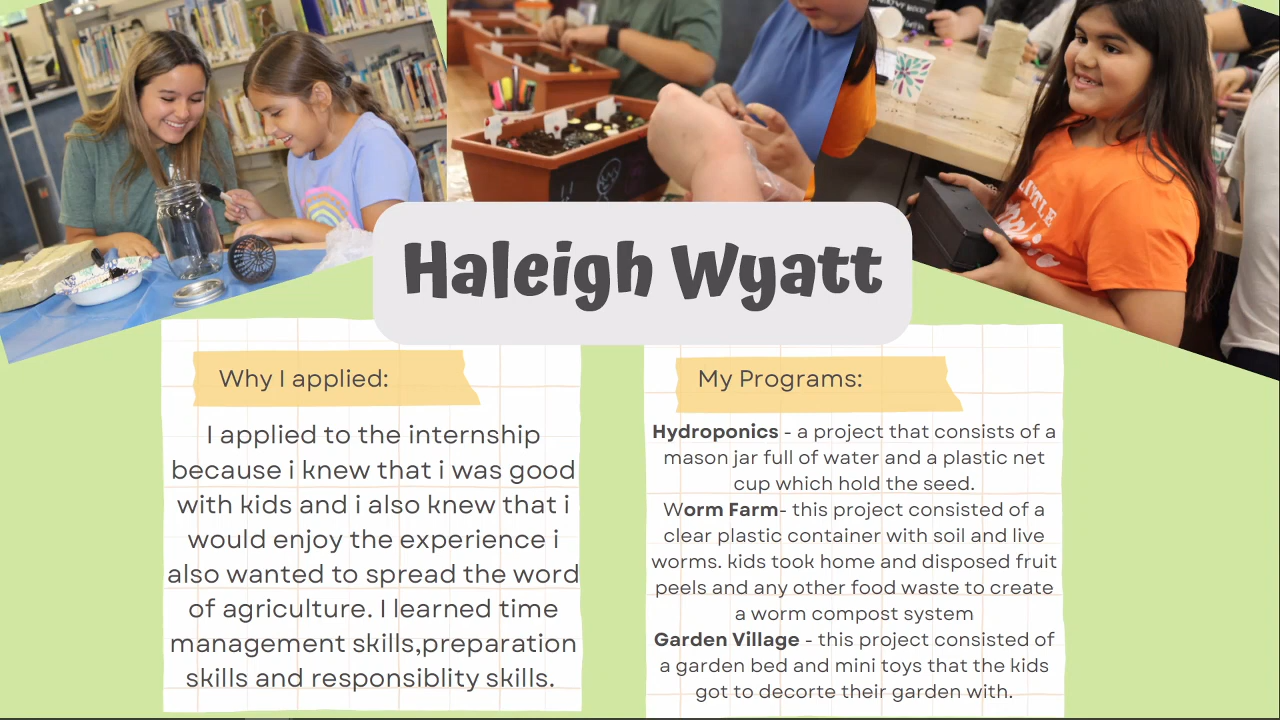 Haleigh Wyatt
Why I applied:
I applied to the internship
because i knew that i was good
with kids and i also knew that i
would enjoy the experience i
also wanted to spread the word
of agriculture. I learned time
management skills,preparation
skills and responsiblity skills.
My Programs:
Hydroponics - a project that consists of a
mason jar full of water and a plastic net
cup which hold the seed.
Worm Farm- this project consisted of a
clear plastic container with soil and live
worms. kids took home and disposed fruit
peels and any other food waste to create
a worm compost system
Garden Village - this project consisted of
a garden bed and mini toys that the kids
got to decorte their garden with.